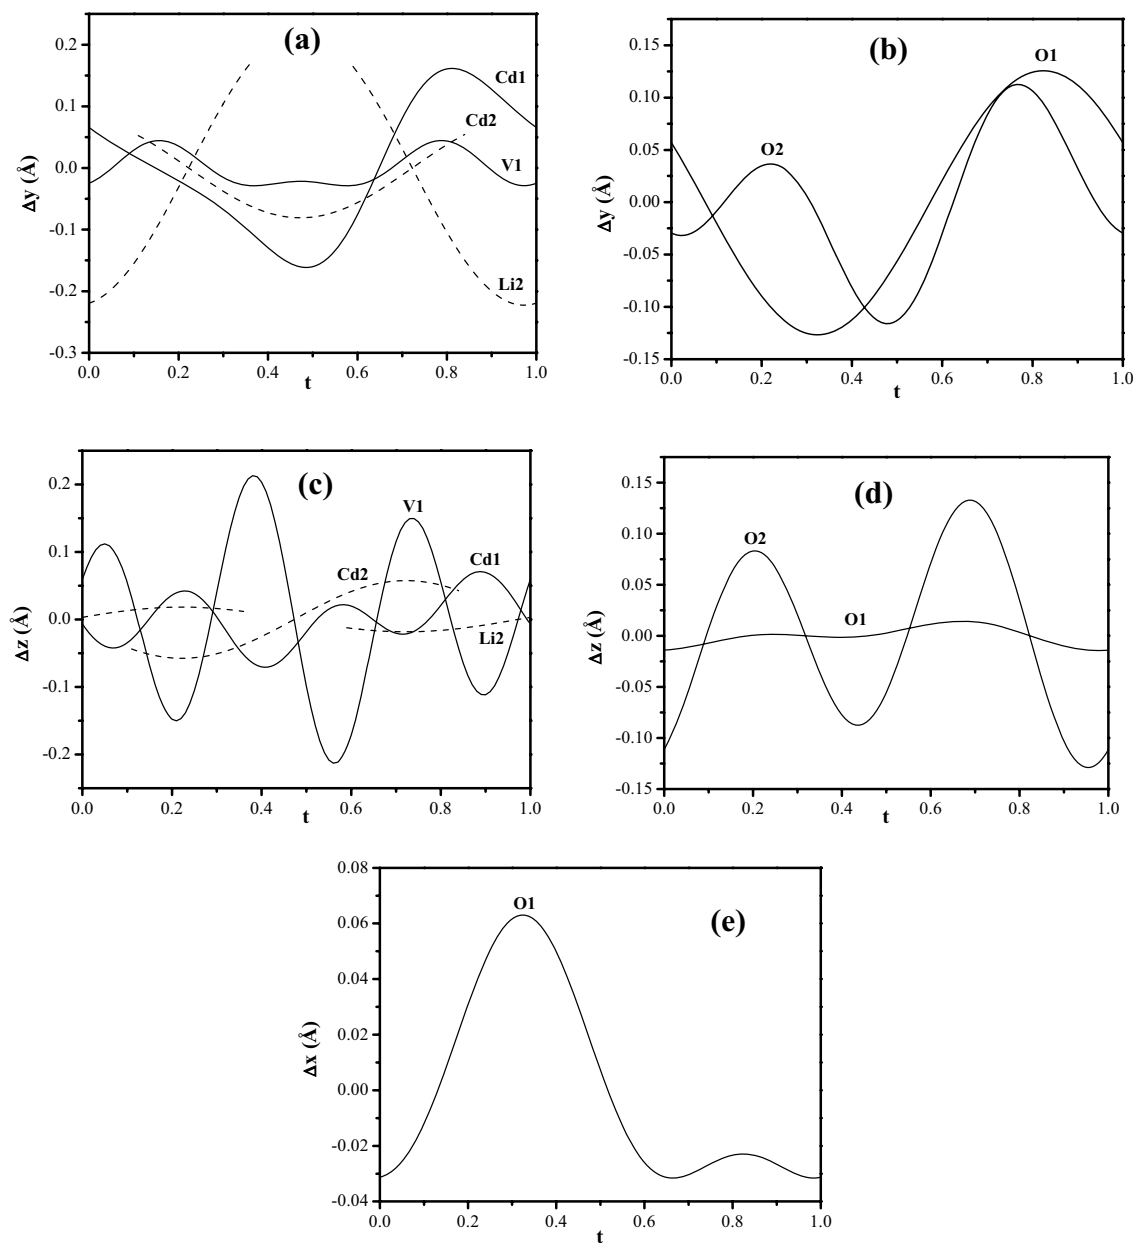 (a)
0.2
0.1
0.0
-0.1
-0.2
-0.3
Δy (Å)
Cd1
Cd2
V1
Li2
0.0 0.2 0.4 0.6 0.8 1.0
t
(b)
0.15
0.10
0.05
0.00
-0.05
-0.10
-0.15
Δy (Å)
O1
O2
0.0 0.2 0.4 0.6 0.8 1.0
t
(c)
0.2
0.1
0.0
-0.1
-0.2
Δz (Å)
V1
Cd1
Cd2
Li2
0.0 0.2 0.4 0.6 0.8 1.0
t
(d)
0.15
0.10
0.05
0.00
-0.05
-0.10
-0.15
Δz (Å)
O2
O1
0.0 0.2 0.4 0.6 0.8 1.0
t
(e)
0.08
0.06
0.04
0.02
0.00
-0.02
-0.04
Δx (Å)
O1
0.0 0.2 0.4 0.6 0.8 1.0
t